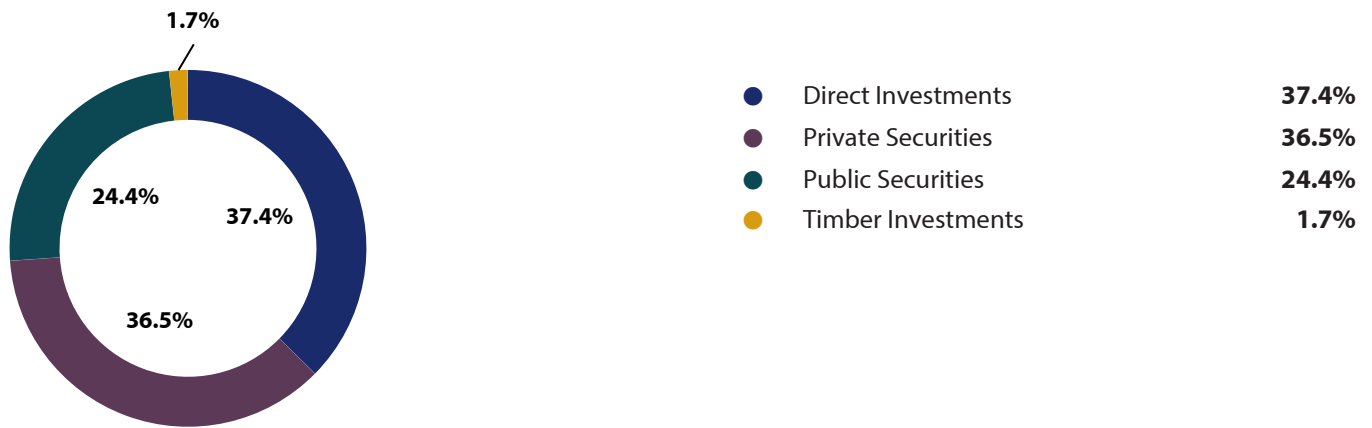 1.7%
24.4%
37.4%
36.5%
Direct Investments 37.4%
Private Securities 36.5%
Public Securities 24.4%
Timber Investments 1.7%